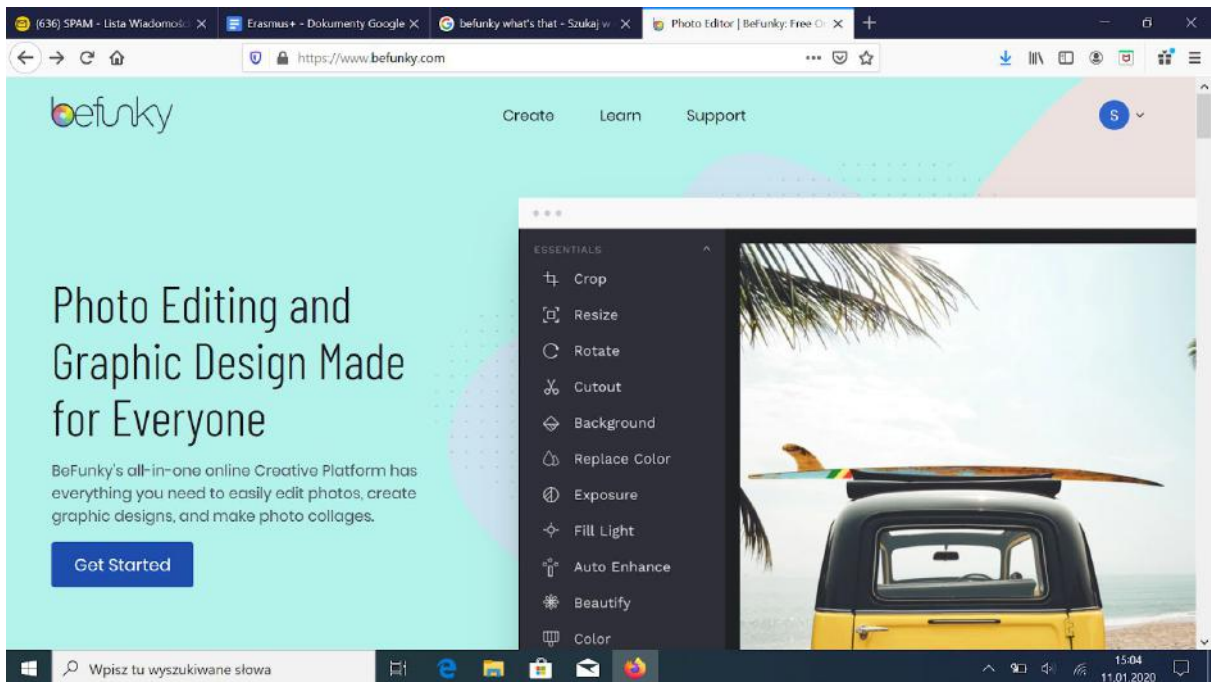 (636) SPAM - Lista Wiadomośc
Erasmus+ - Dokumenty Google
befunky what's that - Szukaj w
Photo Editor | BeFunky: Free O
https://www.befunky.com
befunky
Create
Learn
Support
S
ESSENTIALS
Crop
Resize
Rotate
Cutout
Background
Replace Color
Exposure
Fill Light
Auto Enhance
Beautify
Color
Photo Editing and
Graphic Design Made
for Everyone
BeFunky's all-in-one online Creative Platform has
everything you need to easily edit photos, create
graphic designs, and make photo collages.
Get Started
Wpisz tu wyszukiwane słowa
15:04
11.01.2020